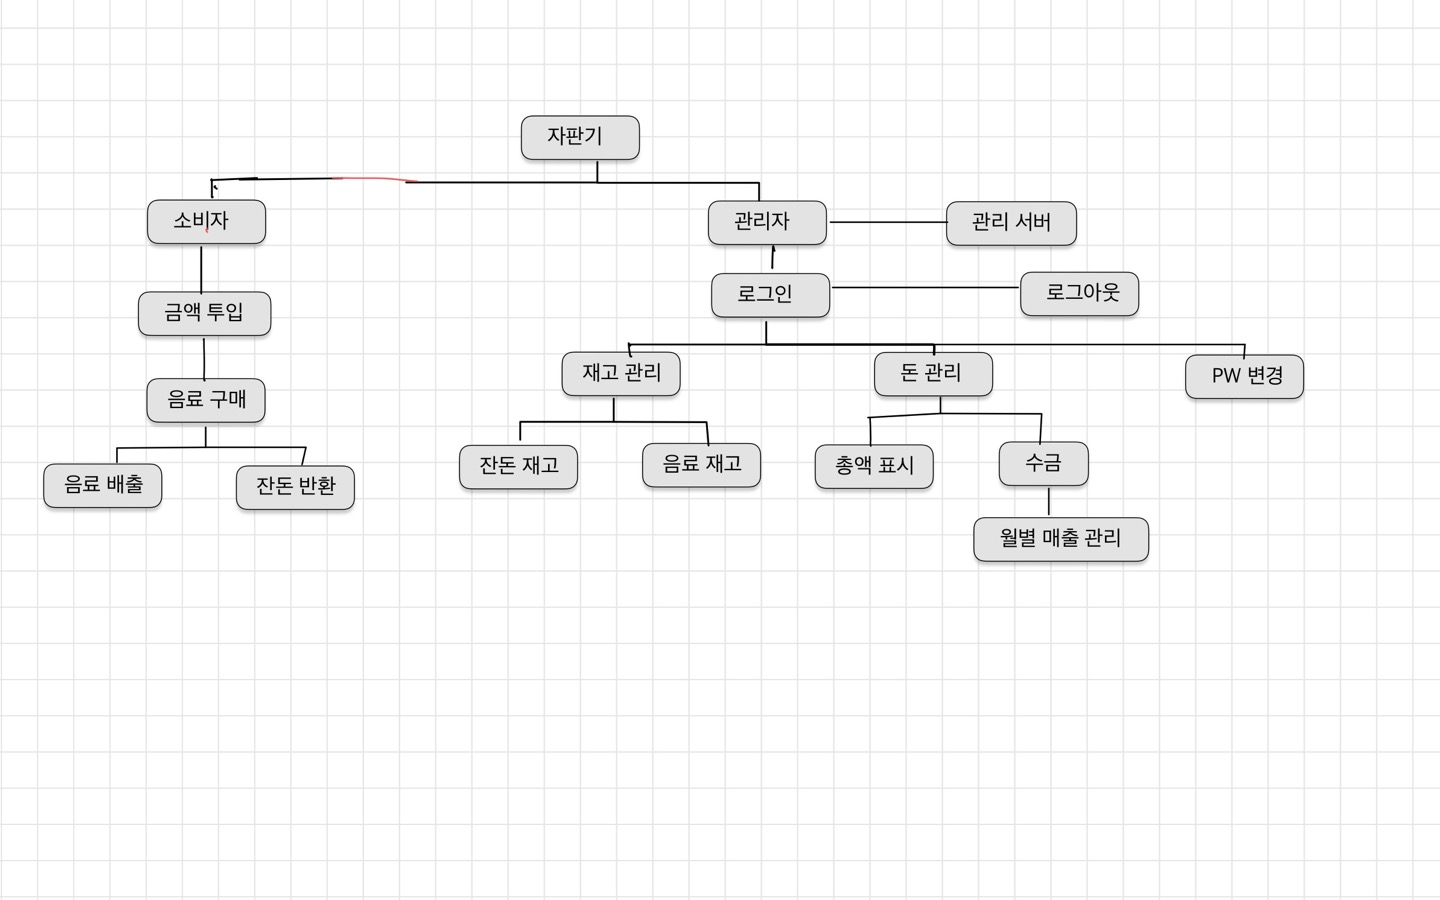 자판기
소비자
관리자
관리 서버
금액 투입
로그인
로그아웃
음료 구매
재고 관리
돈 관리
PW 변경
음료 배출
잔돈 반환
잔돈 재고
음료 재고
총액 표시
수금
월별 매출 관리